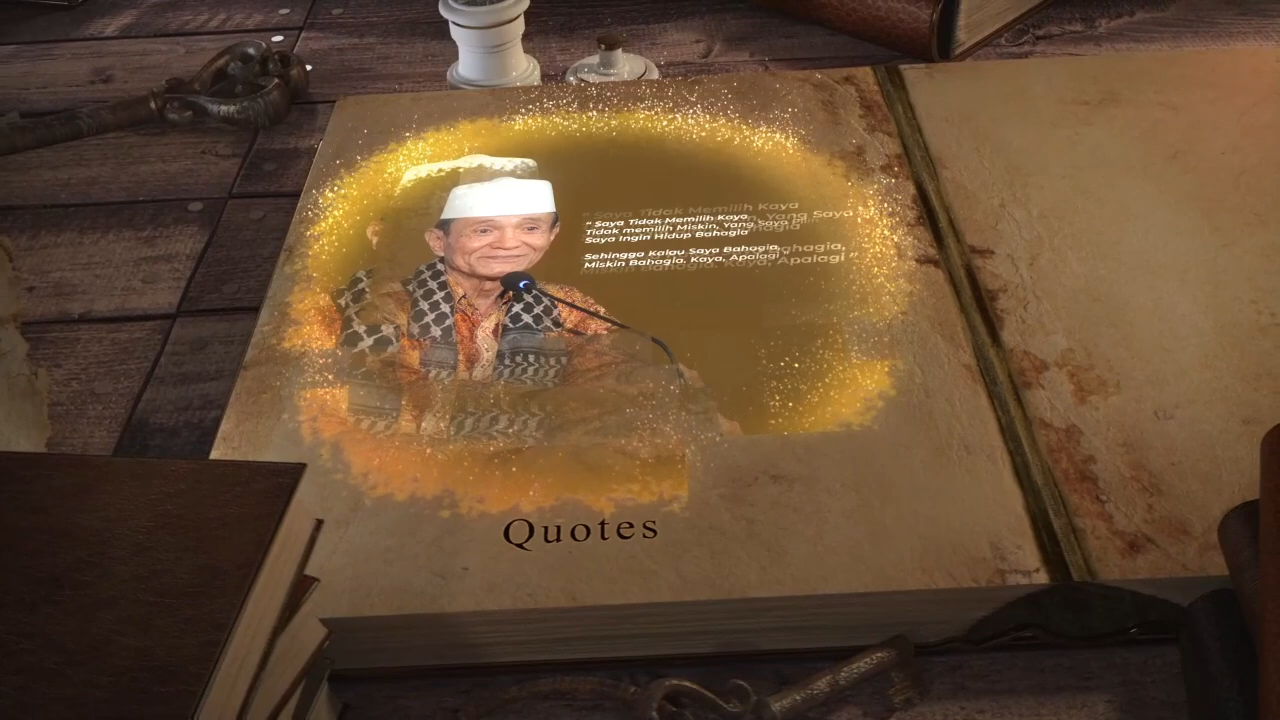 “ Saya Tidak Memilih Kaya
Tidak memilih Miskin, Yang Saya
Saya Ingin Hidup Bahagia
Sehingga Kalau Saya Bahagia,
Miskin Bahagia. Kaya, Apalagi ”
Quotes